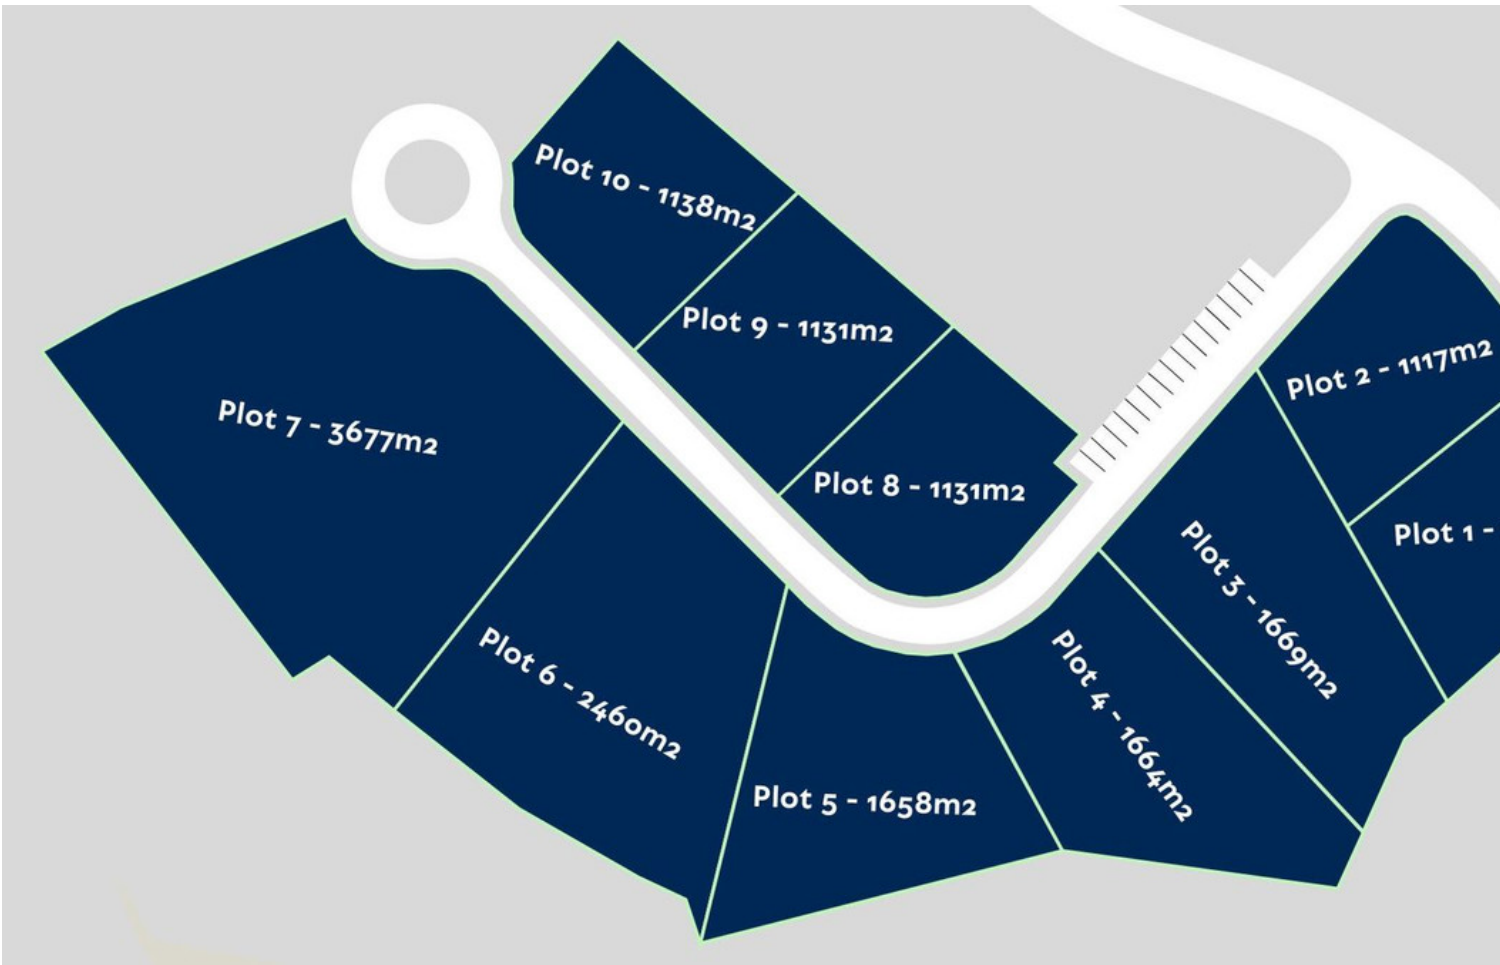 Plot 10 - 1138m2
Plot 9 - 1131m2
Plot 2 - 1117m2
Plot 7 - 3677m2
Plot 8 - 1131m2
Plot 1 -
Plot 3 - 1669m2
Plot 6 - 2460m2
Plot 4 - 1664m2
Plot 5 - 1658m2